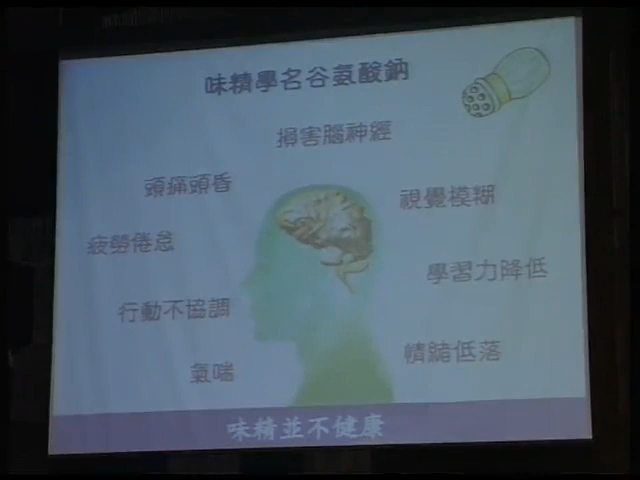 味精學名谷氨酸鈉
損害腦神經
頭痛頭昏
視覺模糊
疲勞倦怠
學習力降低
行動不協調
情緒低落
氣喘
味精並不健康